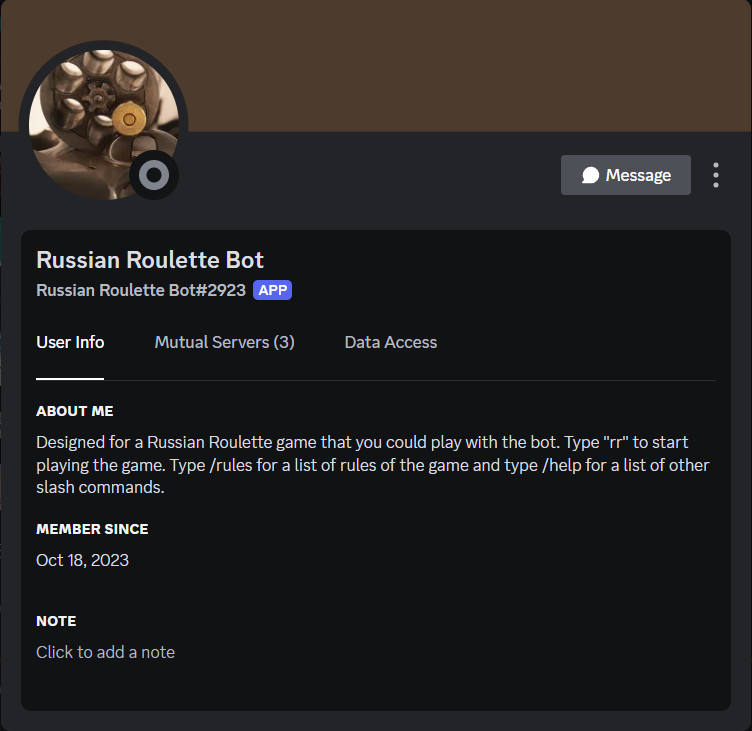 Message
Russian Roulette Bot
Russian Roulette Bot#2923 APP
User Info Mutual Servers (3) Data Access
ABOUT ME
Designed for a Russian Roulette game that you could play with the bot. Type "rr" to start
playing the game. Type /rules for a list of rules of the game and type /help for a list of other
slash commands.
MEMBER SINCE
Oct 18, 2023
NOTE
Click to add a note